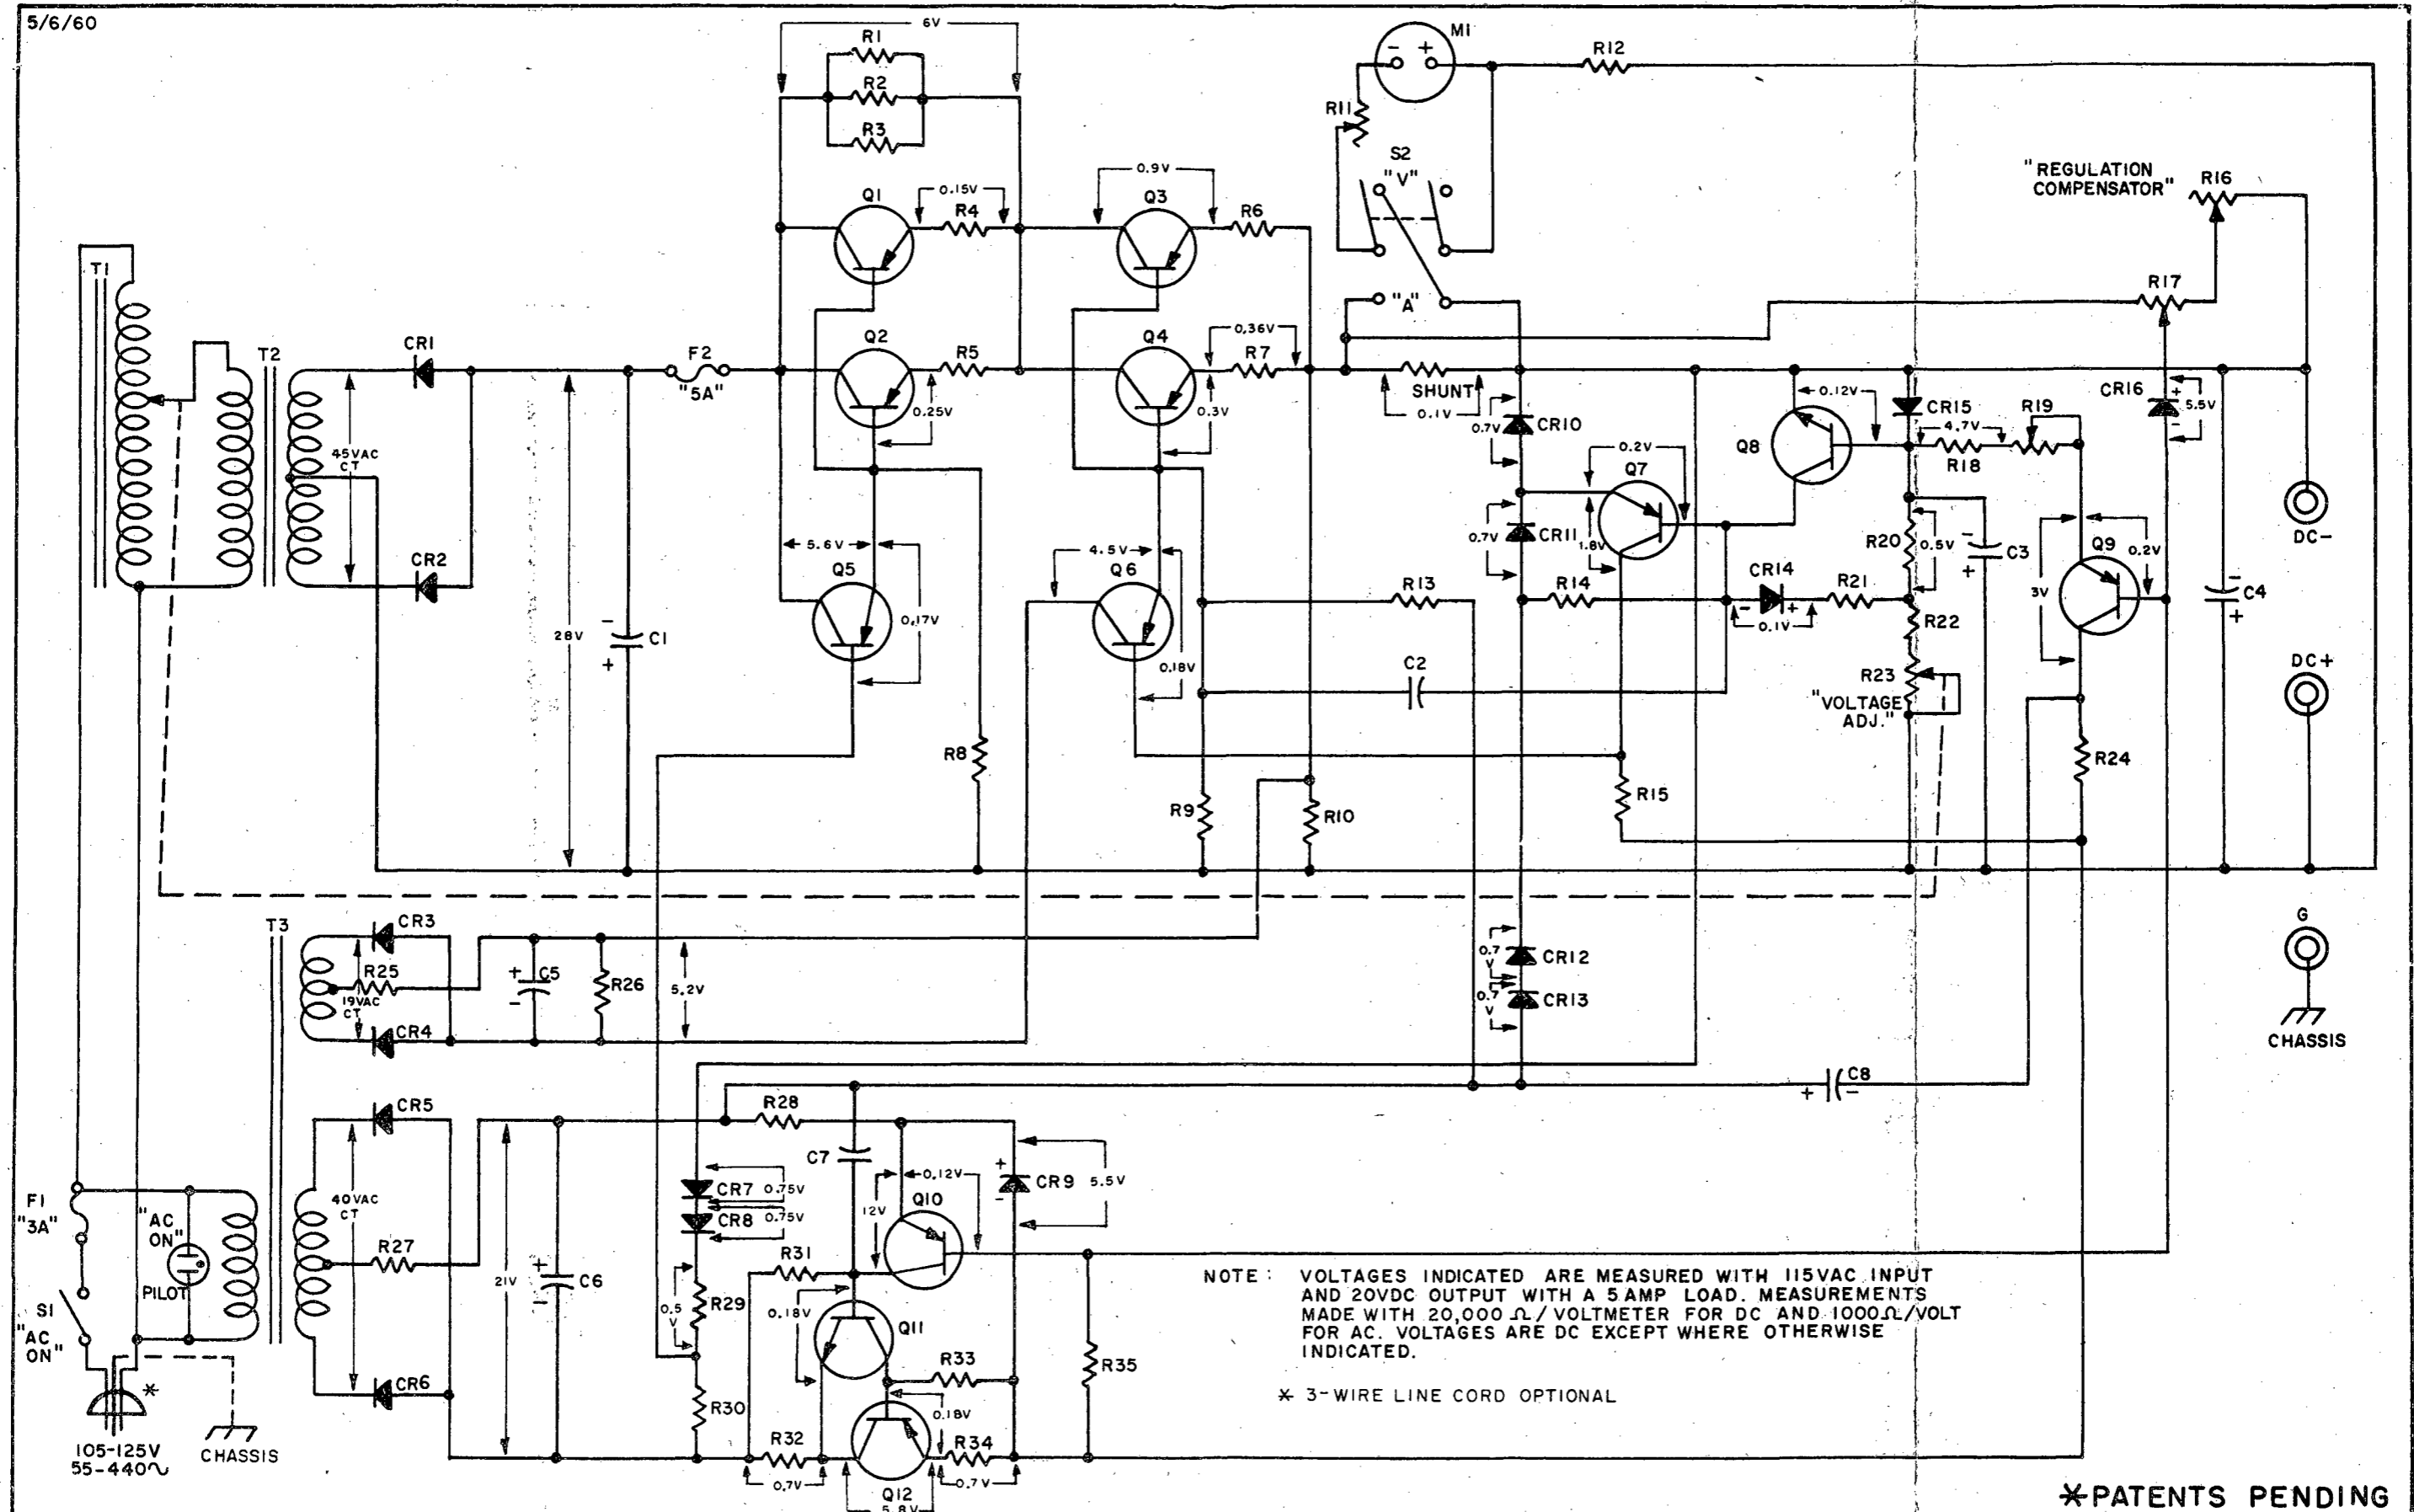 5/6/60
6V
R1
R2
R3
M1
- +
R12
R11
S2
"V"
"A"
"REGULATION
COMPENSATOR"
R16
R17
0.9V
0.15V
Q1
R4
Q3
R6
T1
T2
CR1
F2
"5A"
Q2
R5
0.25V
Q4
0.36V
R7
0.3V
SHUNT
0.1V
0.7V
CR10
0.12V
Q8
CR15
4.7V
R18
R19
CR16
+
5.5V
-
45VAC
CT
CR2
28V
-
C1
+
5.6V
Q5
0.17V
4.5V
Q6
0.18V
0.2V
Q7
0.7V
CR11
1.8V
R13
R14
CR14
- +
0.1V
R21
R20
0.5V
-
C3
+
R22
R23
"VOLTAGE
ADJ."
Q9
3V
0.2V
-
C4
+
DC-
DC+
C2
R8
R9
R10
R15
R24
T3
CR3
R25
19VAC
CT
CR4
+
C5
-
R26
5.2V
0.7
V
CR12
0.7
V
CR13
G
CHASSIS
CR5
R28
C7
+ C8 -
F1
"3A"
"AC
ON"
PILOT
40VAC
CT
R27
21V
+
C6
-
CR7 0.75V
CR8 0.75V
0.12V
Q10
12V
+
CR9 5.5V
-
S1
"AC
ON"
R31
0.5
V
R29
0.18V
Q11
R33
R35
CR6
R30
0.18V
R32
0.7V
R34
0.7V
Q12
5.8V
*
105-125V
55-440~
CHASSIS
NOTE: VOLTAGES INDICATED ARE MEASURED WITH 115VAC INPUT
AND 20VDC OUTPUT WITH A 5AMP LOAD. MEASUREMENTS
MADE WITH 20,000 Ω/VOLTMETER FOR DC AND 1000Ω/VOLT
FOR AC. VOLTAGES ARE DC EXCEPT WHERE OTHERWISE
INDICATED.
* 3-WIRE LINE CORD OPTIONAL
*PATENTS PENDING